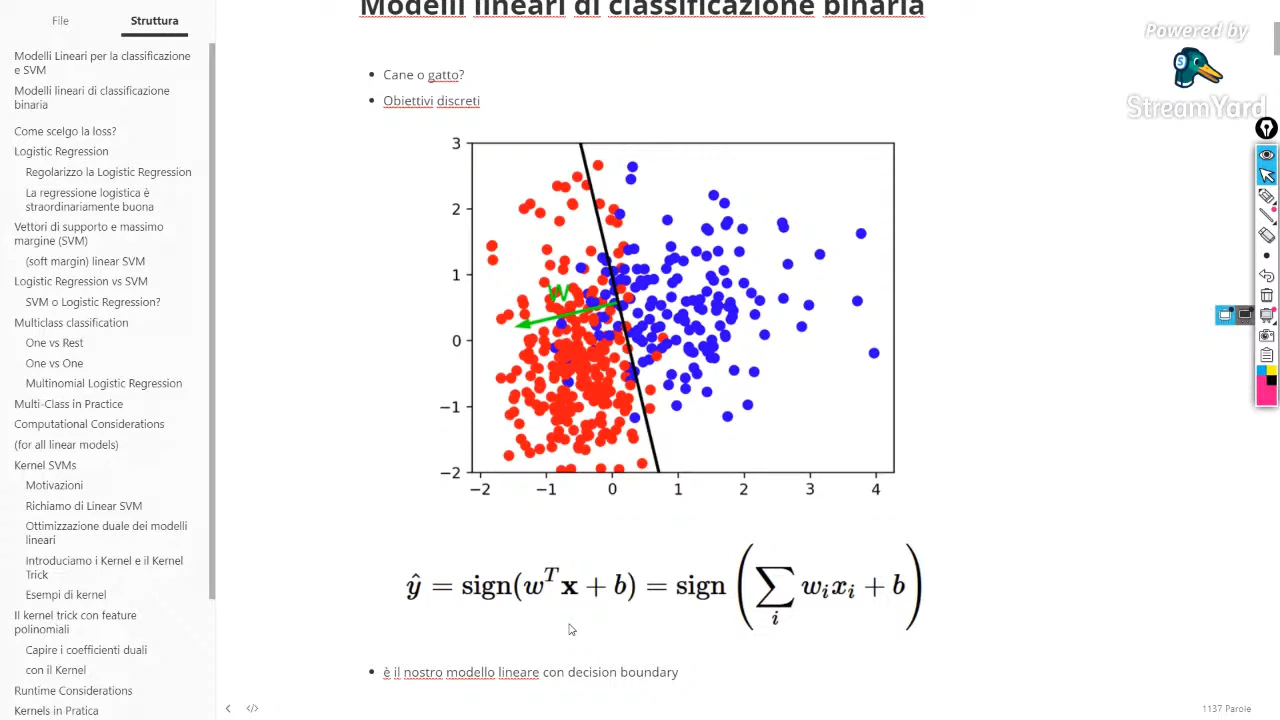 File
Struttura
Modelli Lineari per la classificazione
e SVM
Modelli lineari di classificazione
binaria
Come scelgo la loss?
Logistic Regression
Regolarizzo la Logistic Regression
La regressione logistica è
straordinariamente buona
Vettori di supporto e massimo
margine (SVM)
(soft margin) linear SVM
Logistic Regression vs SVM
SVM o Logistic Regression?
Multiclass classification
One vs Rest
One vs One
Multinomial Logistic Regression
Multi-Class in Practice
Computational Considerations
(for all linear models)
Kernel SVMs
Motivazioni
Richiamo di Linear SVM
Ottimizzazione duale dei modelli
lineari
Introduciamo i Kernel e il Kernel
Trick
Esempi di kernel
Il kernel trick con feature
polinomiali
Capire i coefficienti duali
con il Kernel
Runtime Considerations
Kernels in Pratica
Modelli lineari di classificazione binaria
Cane o gatto?
Obiettivi discreti
3
2
1
0
−1
−2
w
−2 −1 0 1 2 3 4
ŷ = sign(wᵀx + b) = sign (∑ᵢ wᵢxᵢ + b)
è il nostro modello lineare con decision boundary
1137 Parole
Powered by
S
StreamYard